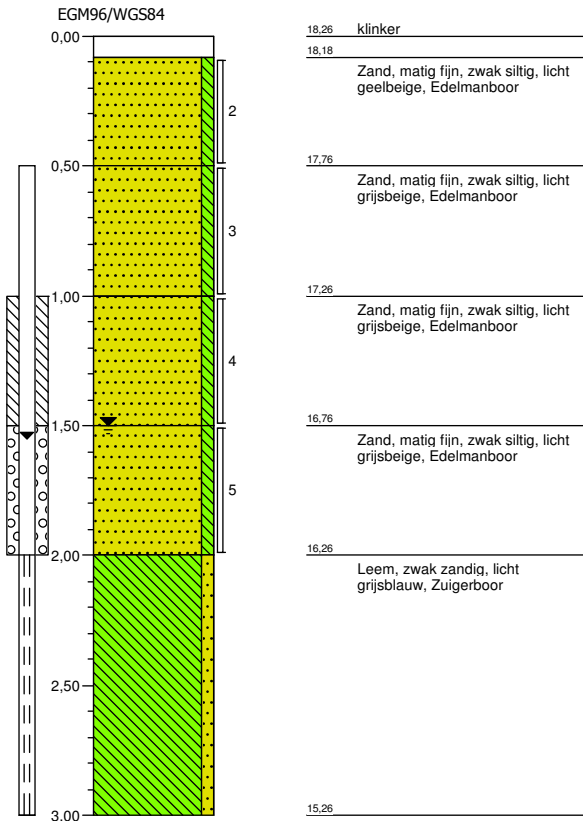 EGM96/WGS84
0,00
18,26 klinker
18,18
Zand, matig fijn, zwak siltig, licht
geelbeige, Edelmanboor
2
0,50
17,76
Zand, matig fijn, zwak siltig, licht
grijsbeige, Edelmanboor
3
1,00
17,26
Zand, matig fijn, zwak siltig, licht
grijsbeige, Edelmanboor
4
1,50
16,76
Zand, matig fijn, zwak siltig, licht
grijsbeige, Edelmanboor
5
2,00
16,26
Leem, zwak zandig, licht
grijsblauw, Zuigerboor
2,50
3,00
15,26